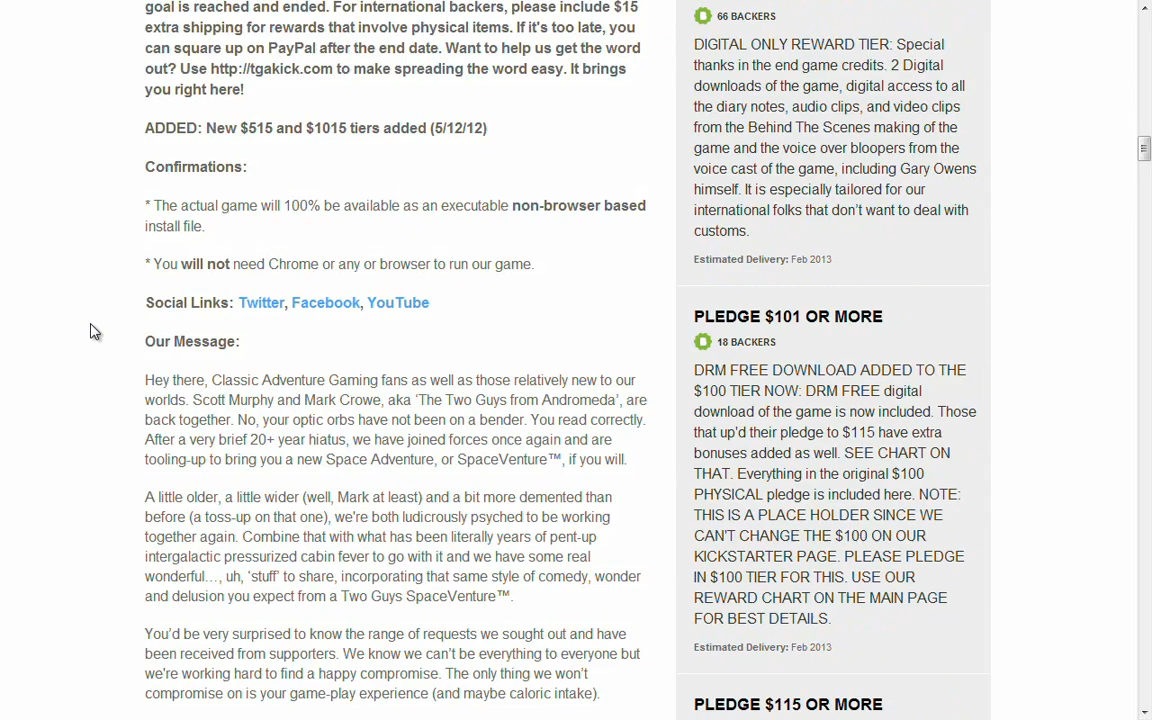 goal is reached and ended. For international backers, please include $15
extra shipping for rewards that involve physical items. If it's too late, you
can square up on PayPal after the end date. Want to help us get the word
out? Use http://tgakick.com to make spreading the word easy. It brings
you right here!
ADDED: New $515 and $1015 tiers added (5/12/12)
Confirmations:
* The actual game will 100% be available as an executable non-browser based
install file.
* You will not need Chrome or any or browser to run our game.
Social Links: Twitter, Facebook, YouTube
Our Message:
Hey there, Classic Adventure Gaming fans as well as those relatively new to our
worlds. Scott Murphy and Mark Crowe, aka ‘The Two Guys from Andromeda’, are
back together. No, your optic orbs have not been on a bender. You read correctly.
After a very brief 20+ year hiatus, we have joined forces once again and are
tooling-up to bring you a new Space Adventure, or SpaceVenture™, if you will.
A little older, a little wider (well, Mark at least) and a bit more demented than
before (a toss-up on that one), we're both ludicrously psyched to be working
together again. Combine that with what has been literally years of pent-up
intergalactic pressurized cabin fever to go with it and we have some real
wonderful…, uh, ‘stuff’ to share, incorporating that same style of comedy, wonder
and delusion you expect from a Two Guys SpaceVenture™.
You’d be very surprised to know the range of requests we sought out and have
been received from supporters. We know we can’t be everything to everyone but
we're working hard to find a happy compromise. The only thing we won’t
compromise on is your game-play experience (and maybe caloric intake).
66 BACKERS
DIGITAL ONLY REWARD TIER: Special
thanks in the end game credits. 2 Digital
downloads of the game, digital access to all
the diary notes, audio clips, and video clips
from the Behind The Scenes making of the
game and the voice over bloopers from the
voice cast of the game, including Gary Owens
himself. It is especially tailored for our
international folks that don’t want to deal with
customs.
Estimated Delivery: Feb 2013
PLEDGE $101 OR MORE
18 BACKERS
DRM FREE DOWNLOAD ADDED TO THE
$100 TIER NOW: DRM FREE digital
download of the game is now included. Those
that up'd their pledge to $115 have extra
bonuses added as well. SEE CHART ON
THAT. Everything in the original $100
PHYSICAL pledge is included here. NOTE:
THIS IS A PLACE HOLDER SINCE WE
CAN'T CHANGE THE $100 ON OUR
KICKSTARTER PAGE. PLEASE PLEDGE
IN $100 TIER FOR THIS. USE OUR
REWARD CHART ON THE MAIN PAGE
FOR BEST DETAILS.
Estimated Delivery: Feb 2013
PLEDGE $115 OR MORE